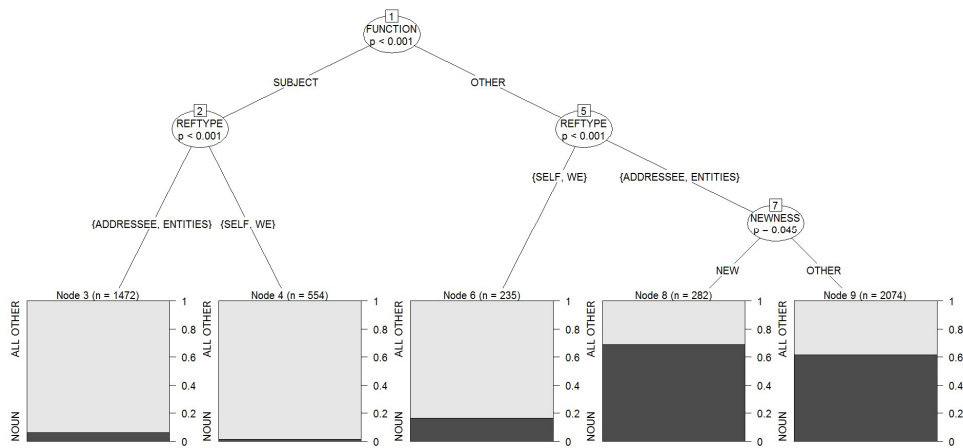 1
FUNCTION
p < 0.001
SUBJECT OTHER
2 5
REFTYPE REFTYPE
p < 0.001 p < 0.001
{SELF, WE} {ADDRESSEE, ENTITIES}
7
{ADDRESSEE, ENTITIES} {SELF, WE} NEWNESS
p = 0.045
NEW OTHER
Node 3 (n = 1472) Node 4 (n = 554) Node 6 (n = 235) Node 8 (n = 282) Node 9 (n = 2074)
ALL OTHER ALL OTHER ALL OTHER ALL OTHER ALL OTHER
1 1 1 1 1
0.8 0.8 0.8 0.8 0.8
0.6 0.6 0.6 0.6 0.6
0.4 0.4 0.4 0.4 0.4
0.2 0.2 0.2 0.2 0.2
NOUN NOUN NOUN NOUN NOUN
0 0 0 0 0